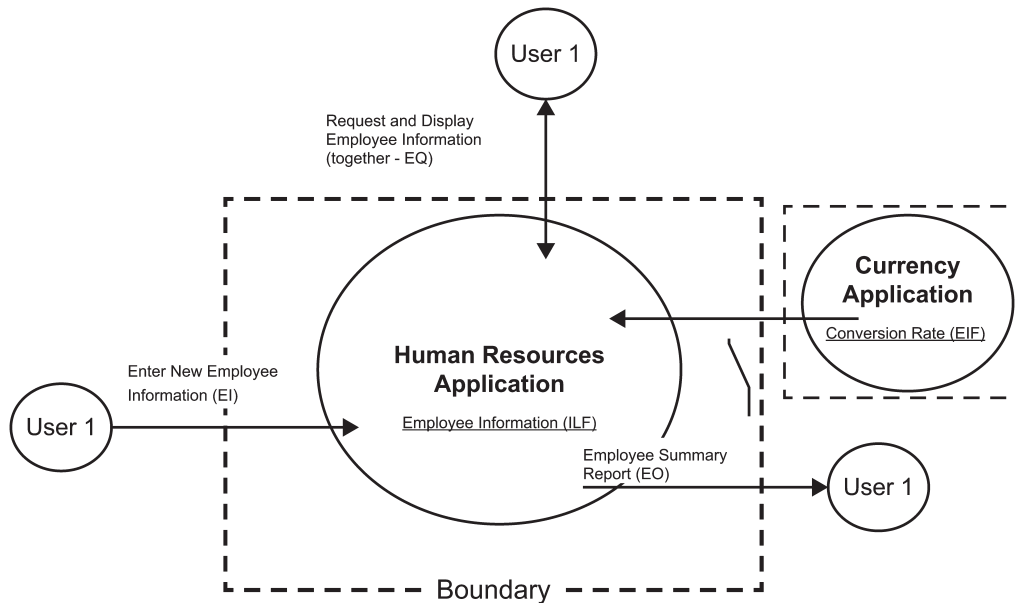 User 1
Request and Display
Employee Information
(together - EQ)
Currency
Application
Conversion Rate (EIF)
Human Resources
Application
Employee Information (ILF)
Enter New Employee
Information (EI)
User 1
Employee Summary
Report (EO)
User 1
Boundary